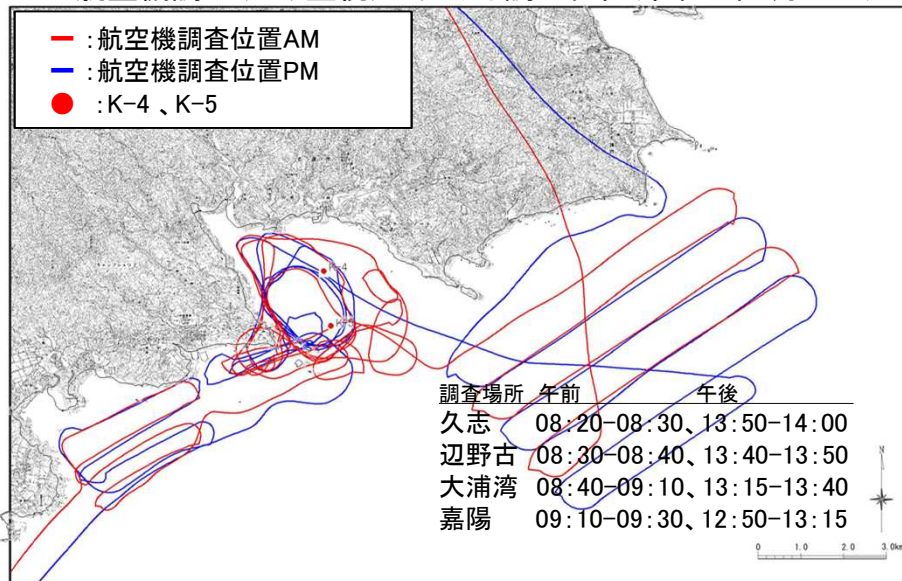 :航空機調査位置AM
:航空機調査位置PM
:K-4 、K-5
K-4
調査場所 午前 午後
久志 08:20-08:30、13:50-14:00
辺野古 08:30-08:40、13:40-13:50
大浦湾 08:40-09:10、13:15-13:40
嘉陽 09:10-09:30、12:50-13:15
N
0 1.0 2.0 3.0km